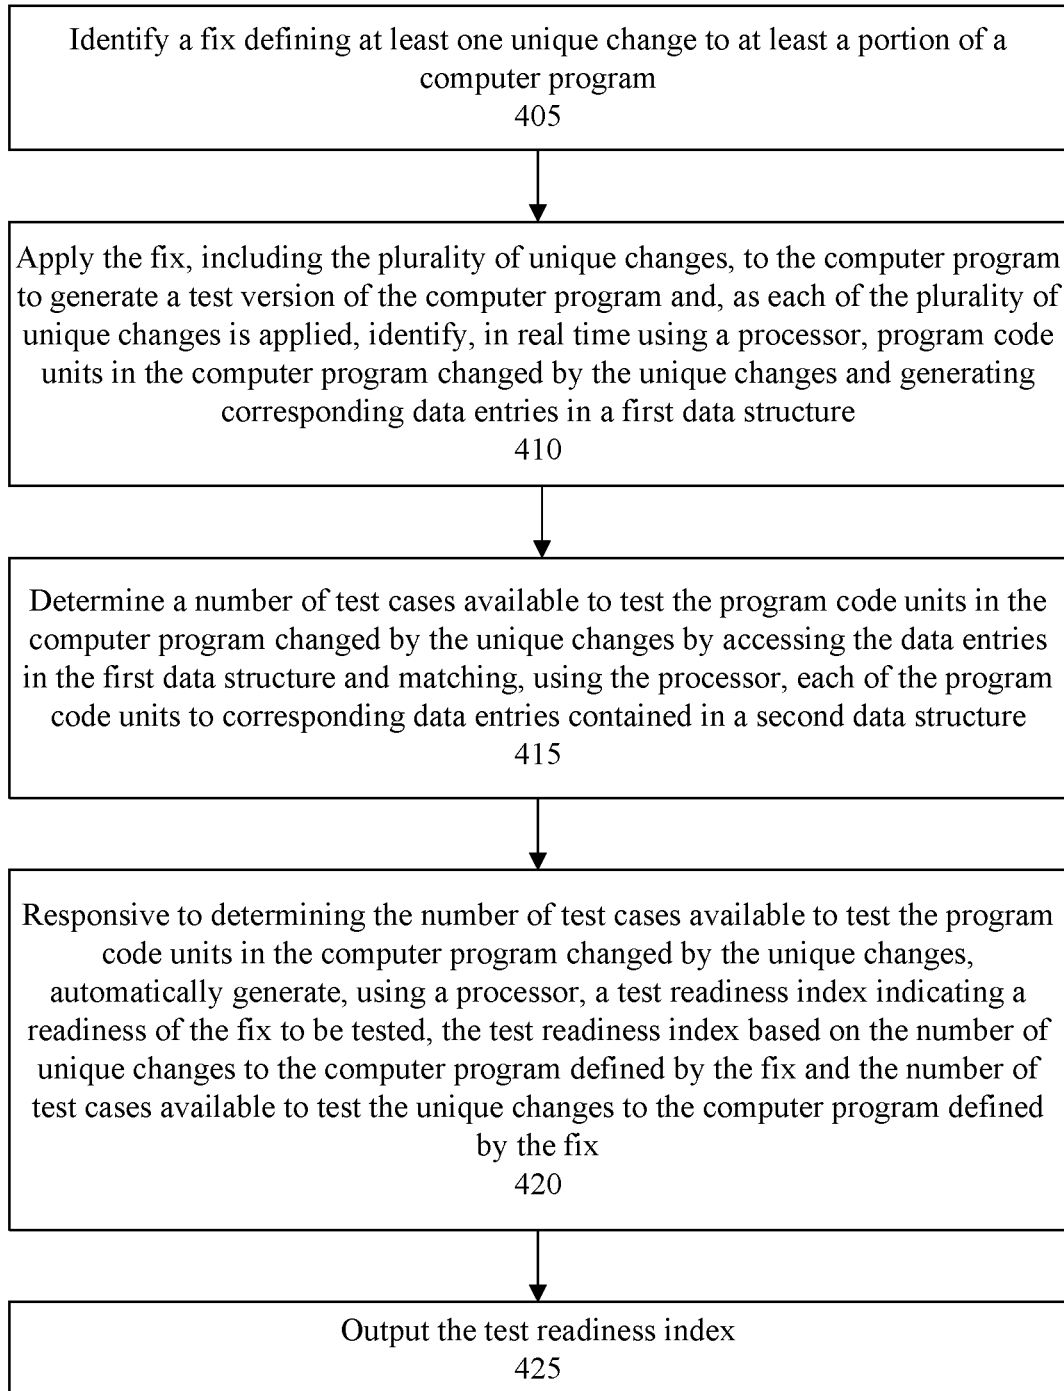 Identify a fix defining at least one unique change to at least a portion of a
computer program
405
Apply the fix, including the plurality of unique changes, to the computer program
to generate a test version of the computer program and, as each of the plurality of
unique changes is applied, identify, in real time using a processor, program code
units in the computer program changed by the unique changes and generating
corresponding data entries in a first data structure
410
Determine a number of test cases available to test the program code units in the
computer program changed by the unique changes by accessing the data entries
in the first data structure and matching, using the processor, each of the program
code units to corresponding data entries contained in a second data structure
415
Responsive to determining the number of test cases available to test the program
code units in the computer program changed by the unique changes,
automatically generate, using a processor, a test readiness index indicating a
readiness of the fix to be tested, the test readiness index based on the number of
unique changes to the computer program defined by the fix and the number of
test cases available to test the unique changes to the computer program defined
by the fix
420
Output the test readiness index
425